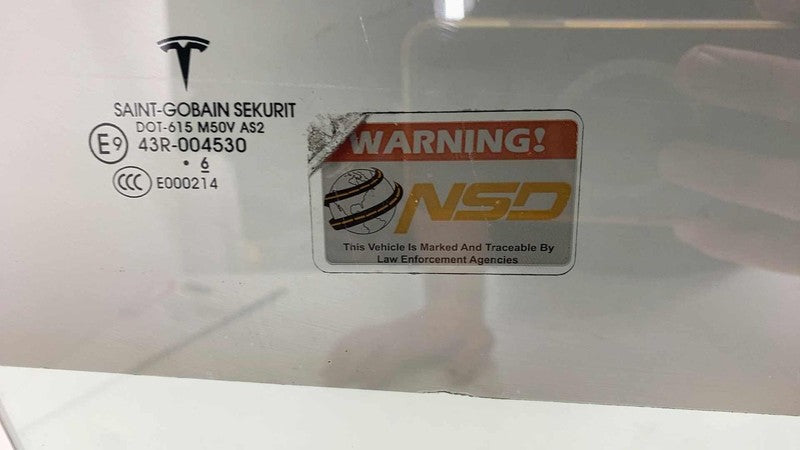 SAINT-GOBAIN SEKURIT
DOT-615 M50V AS2
E9 43R-004530
• 6
CCC E000214
WARNING!
NSD
This Vehicle Is Marked And Traceable By
Law Enforcement Agencies